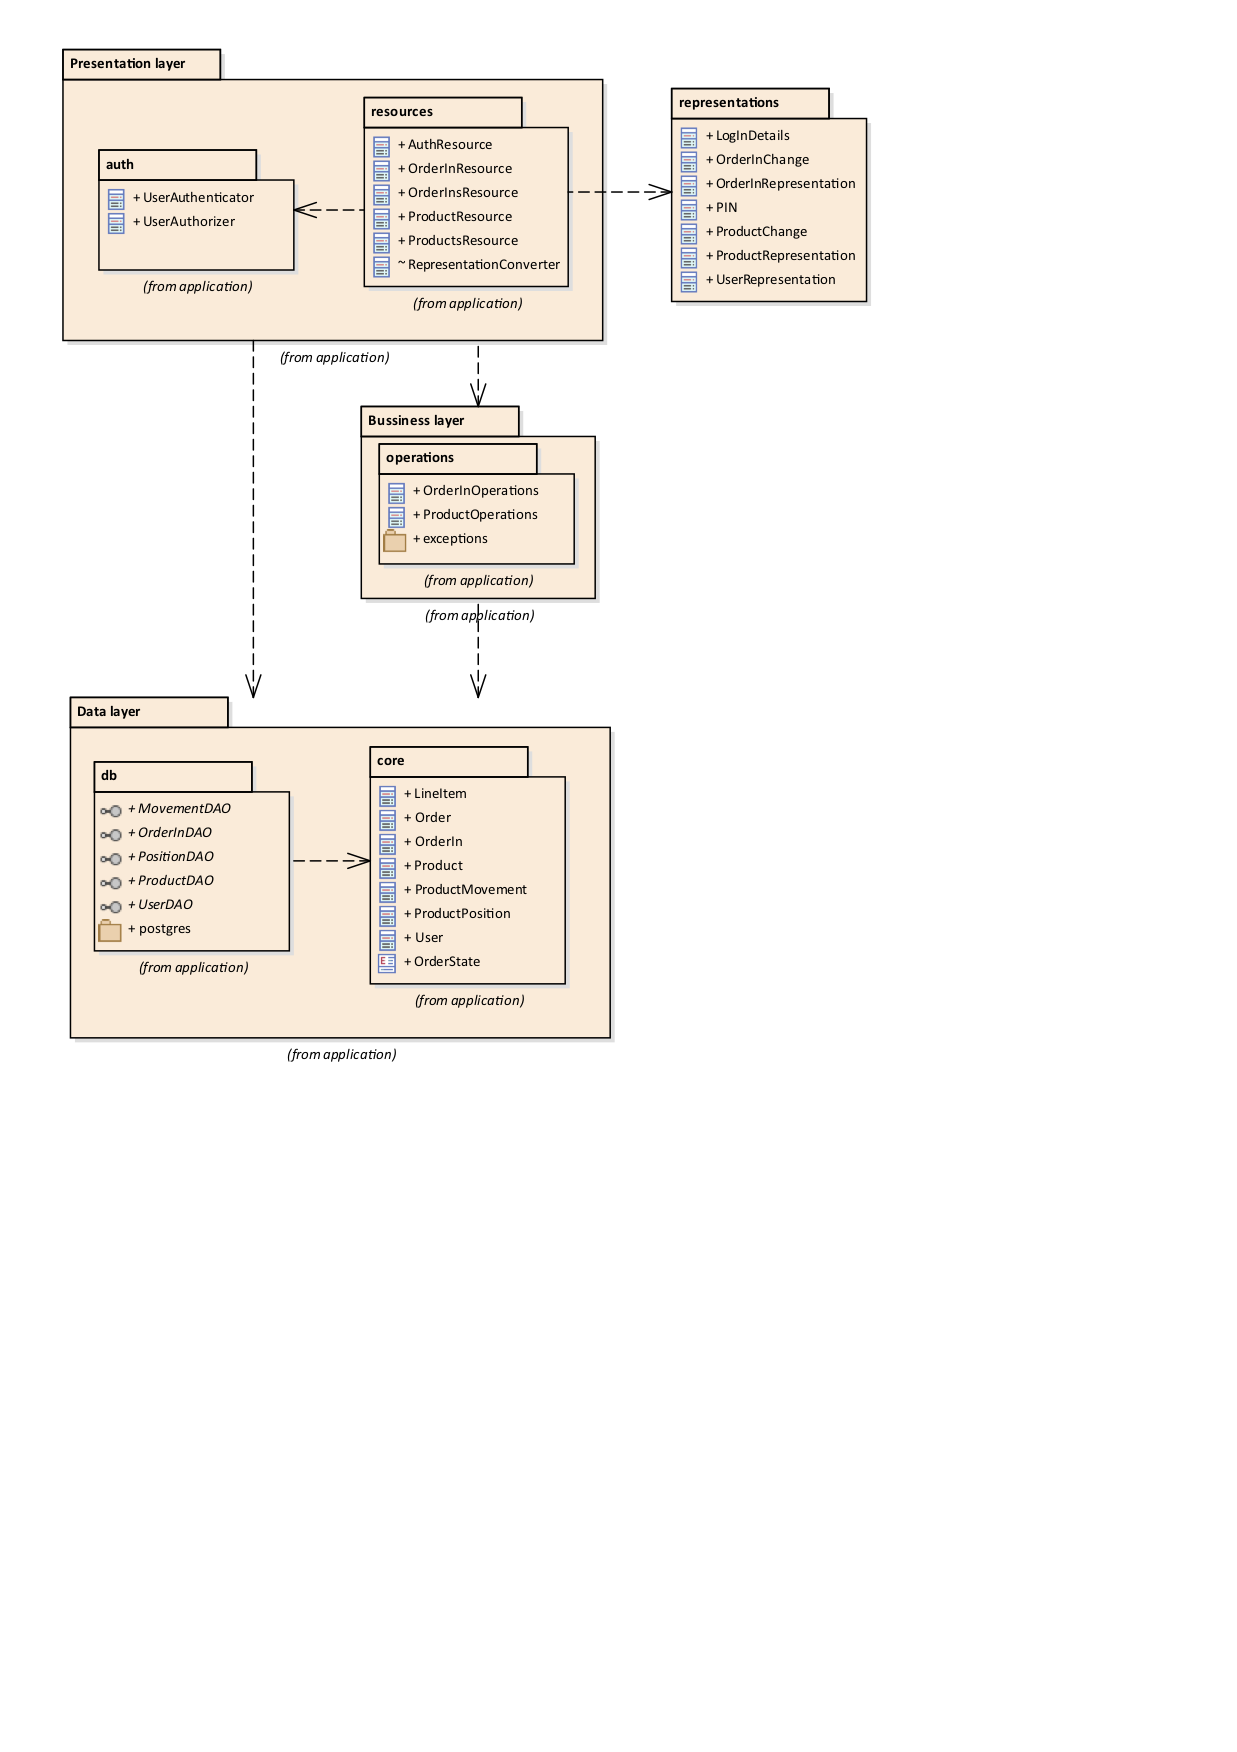 Presentation layer
auth
+ UserAuthenticator
+ UserAuthorizer
(from application)
resources
+ AuthResource
+ OrderInResource
+ OrderInsResource
+ ProductResource
+ ProductsResource
~ RepresentationConverter
(from application)
(from application)
representations
+ LogInDetails
+ OrderInChange
+ OrderInRepresentation
+ PIN
+ ProductChange
+ ProductRepresentation
+ UserRepresentation
Bussiness layer
operations
+ OrderInOperations
+ ProductOperations
+ exceptions
(from application)
(from application)
Data layer
db
+ MovementDAO
+ OrderInDAO
+ PositionDAO
+ ProductDAO
+ UserDAO
+ postgres
(from application)
core
+ LineItem
+ Order
+ OrderIn
+ Product
+ ProductMovement
+ ProductPosition
+ User
E
+ OrderState
(from application)
(from application)